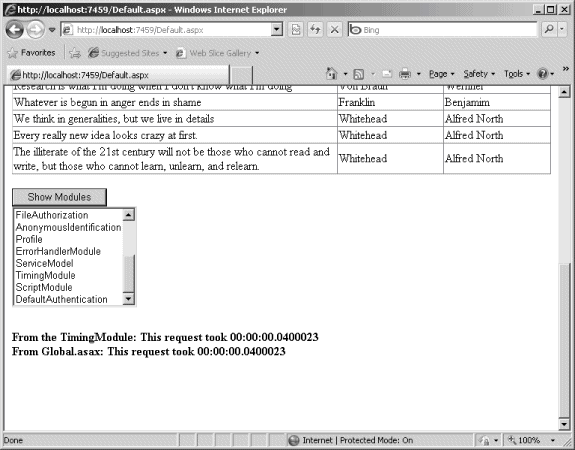 http://localhost:7459/Default.aspx - Windows Internet Explorer
http://localhost:7459/Default.aspx
Bing
Favorites Suggested Sites Web Slice Gallery
http://localhost:7459/Default.aspx
Page Safety Tools
Research is what I'm doing when I don't know what I'm doing Von Braun Wernher
Whatever is begun in anger ends in shame Franklin Benjamim
We think in generalities, but we live in details Whitehead Alfred North
Every really new idea looks crazy at first. Whitehead Alfred North
The illiterate of the 21st century will not be those who cannot read and
write, but those who cannot learn, unlearn, and relearn. Whitehead Alfred North
Show Modules
FileAuthorization
AnonymousIdentification
Profile
ErrorHandlerModule
ServiceModel
TimingModule
ScriptModule
DefaultAuthentication
From the TimingModule: This request took 00:00:00.0400023
From Global.asax: This request took 00:00:00.0400023
Done Internet | Protected Mode: On 100%